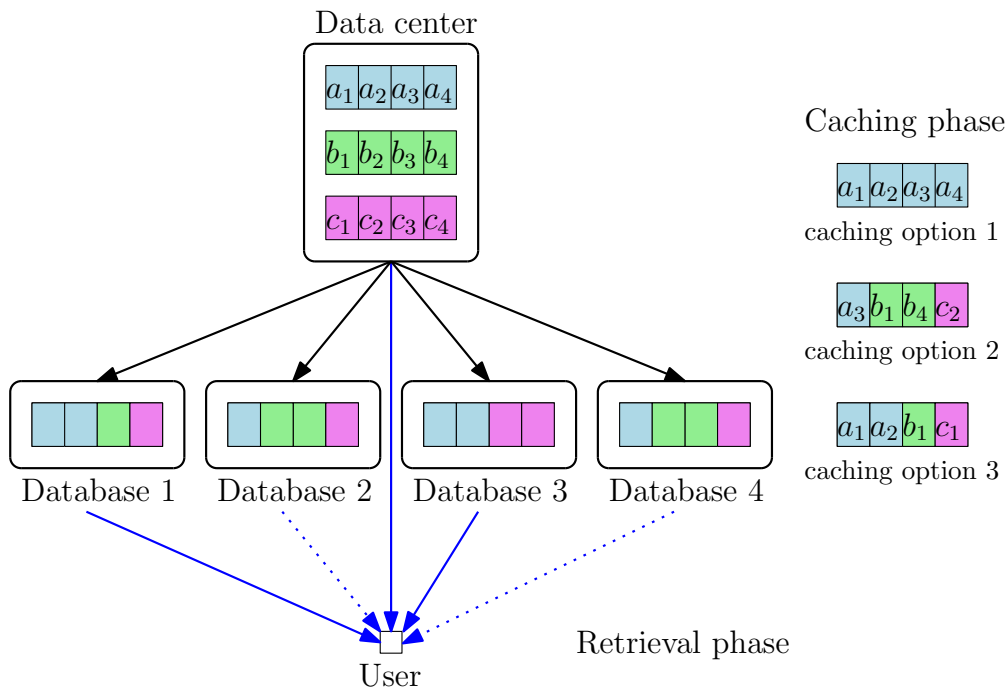 Data center
a₁ a₂ a₃ a₄
b₁ b₂ b₃ b₄
c₁ c₂ c₃ c₄
Caching phase
a₁ a₂ a₃ a₄
caching option 1
a₃ b₁ b₄ c₂
caching option 2
a₁ a₂ b₁ c₁
caching option 3
Database 1
Database 2
Database 3
Database 4
Retrieval phase
User